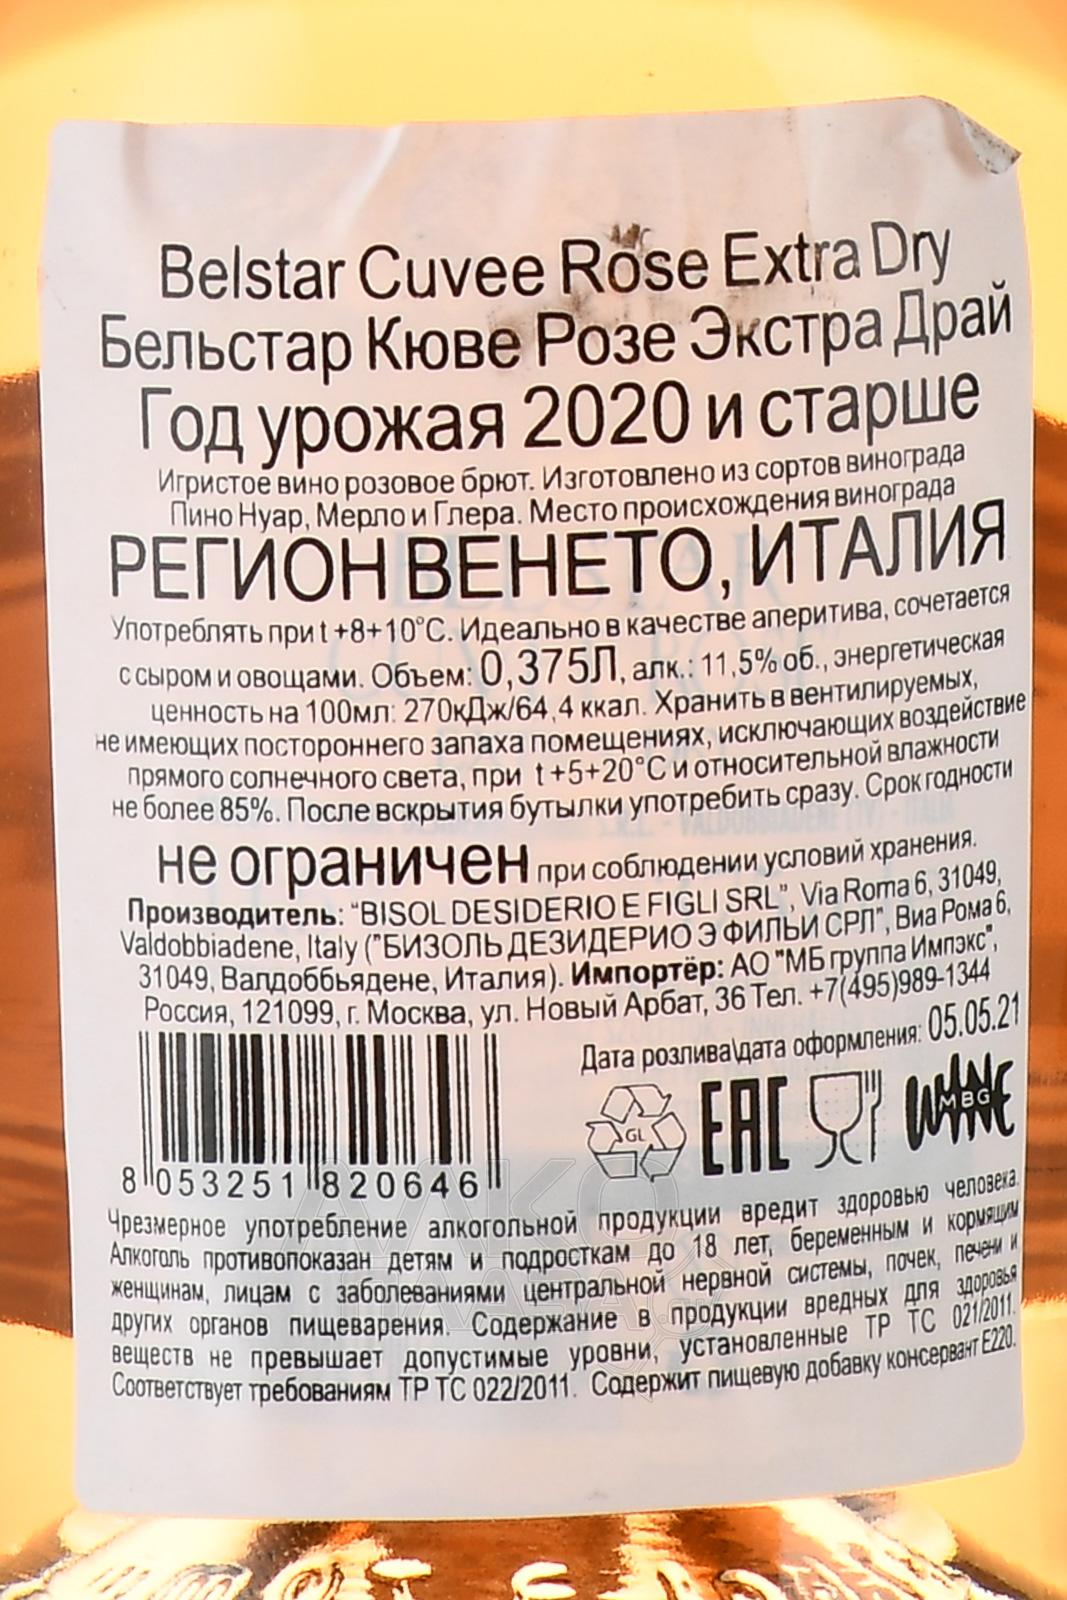 Belstar Cuvee Rose Extra Dry
Бельстар Кюве Розе Экстра Драй
Год урожая 2020 и старше
Игристое вино розовое брют. Изготовлено из сортов винограда
Пино Нуар, Мерло и Глера. Место происхождения винограда
РЕГИОН ВЕНЕТО, ИТАЛИЯ
Употреблять при t +8+10°С. Идеально в качестве аперитива, сочетается
с сыром и овощами. Объем: 0,375Л, алк.: 11,5% об., энергетическая
ценность на 100мл: 270кДж/64,4 ккал. Хранить в вентилируемых,
не имеющих постороннего запаха помещениях, исключающих воздействие
прямого солнечного света, при t +5+20°С и относительной влажности
не более 85%. После вскрытия бутылки употребить сразу. Срок годности
не ограничен при соблюдении условий хранения.
Производитель: "BISOL DESIDERIO E FIGLI SRL", Via Roma 6, 31049,
Valdobbiadene, Italy ("БИЗОЛЬ ДЕЗИДЕРИО Э ФИЛЬИ СРЛ", Виа Рома 6,
31049, Валдоббьядене, Италия). Импортёр: АО "МБ группа Импэкс",
Россия, 121099, г. Москва, ул. Новый Арбат, 36 Тел. +7(495)989-1344
Дата розлива\дата оформления: 05.05.21
GL EAC WINE MBG
8 053251 820646
Чрезмерное употребление алкогольной продукции вредит здоровью человека.
Алкоголь противопоказан детям и подросткам до 18 лет, беременным и кормящим
женщинам, лицам с заболеваниями центральной нервной системы, почек, печени и
других органов пищеварения. Содержание в продукции вредных для здоровья
веществ не превышает допустимые уровни, установленные ТР ТС 021/2011.
Соответствует требованиям ТР ТС 022/2011. Содержит пищевую добавку консервант Е220.